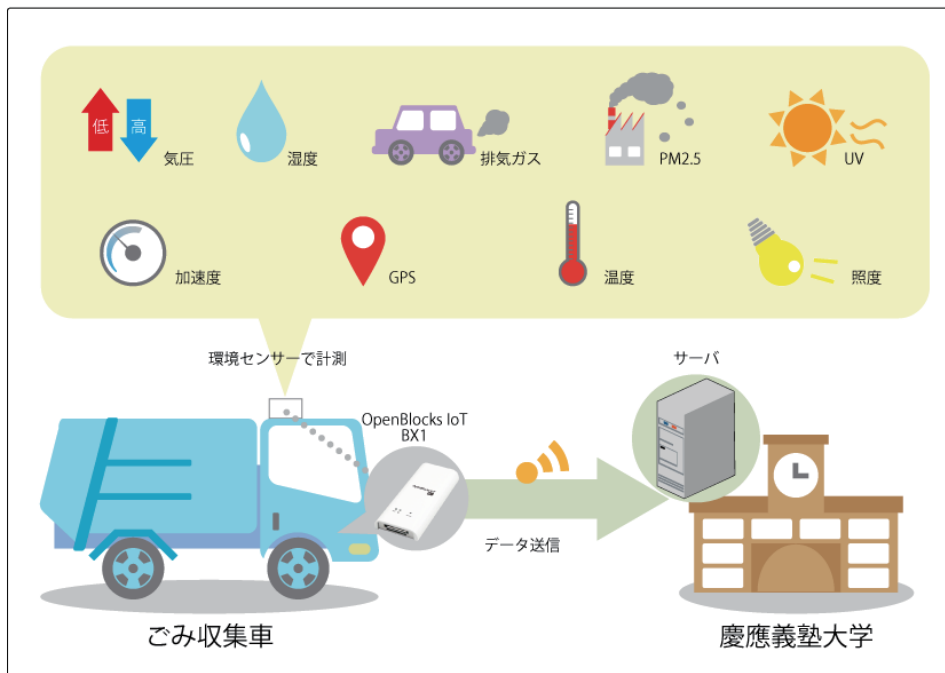 低
高
気圧
湿度
排気ガス
PM2.5
UV
加速度
GPS
温度
照度
環境センサーで計測
サーバ
OpenBlocks IoT
BX1
データ送信
ごみ収集車
慶應義塾大学